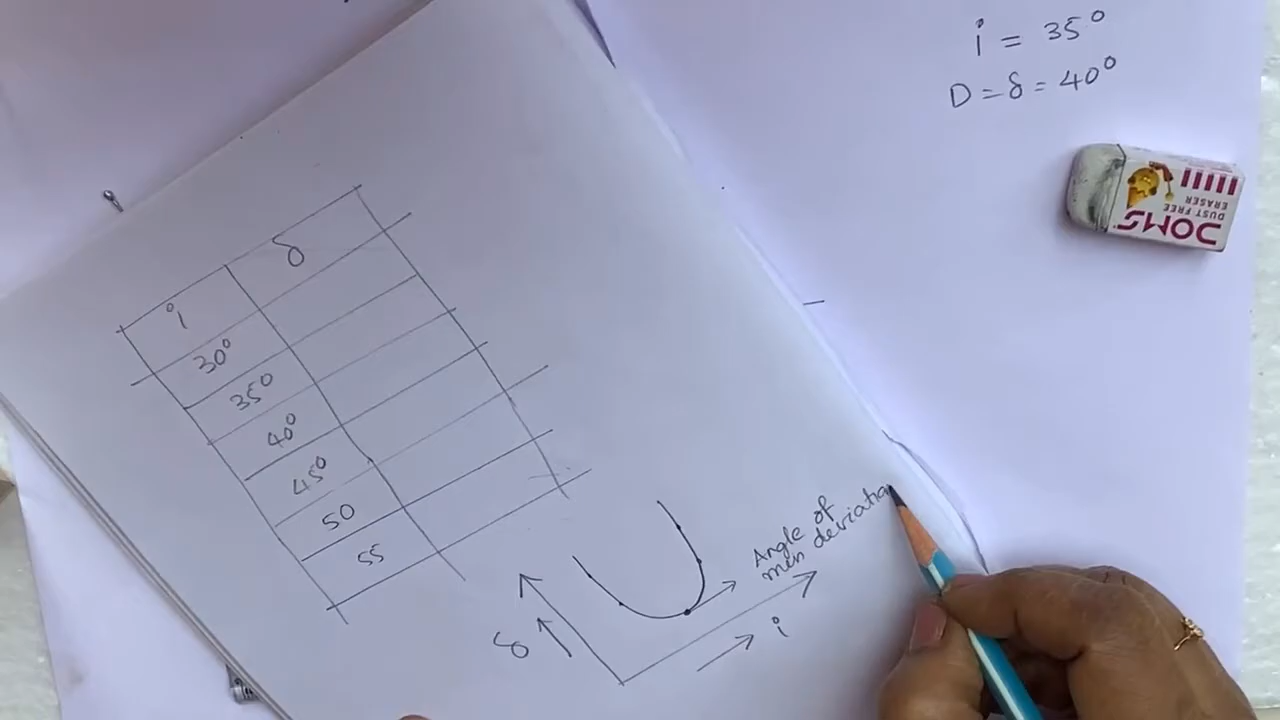 i = 35°
D = δ = 40°
DOMS
DUST FREE
ERASER
i δ
30°
35°
40°
45°
50
55
Angle of
min deviation
δ
i